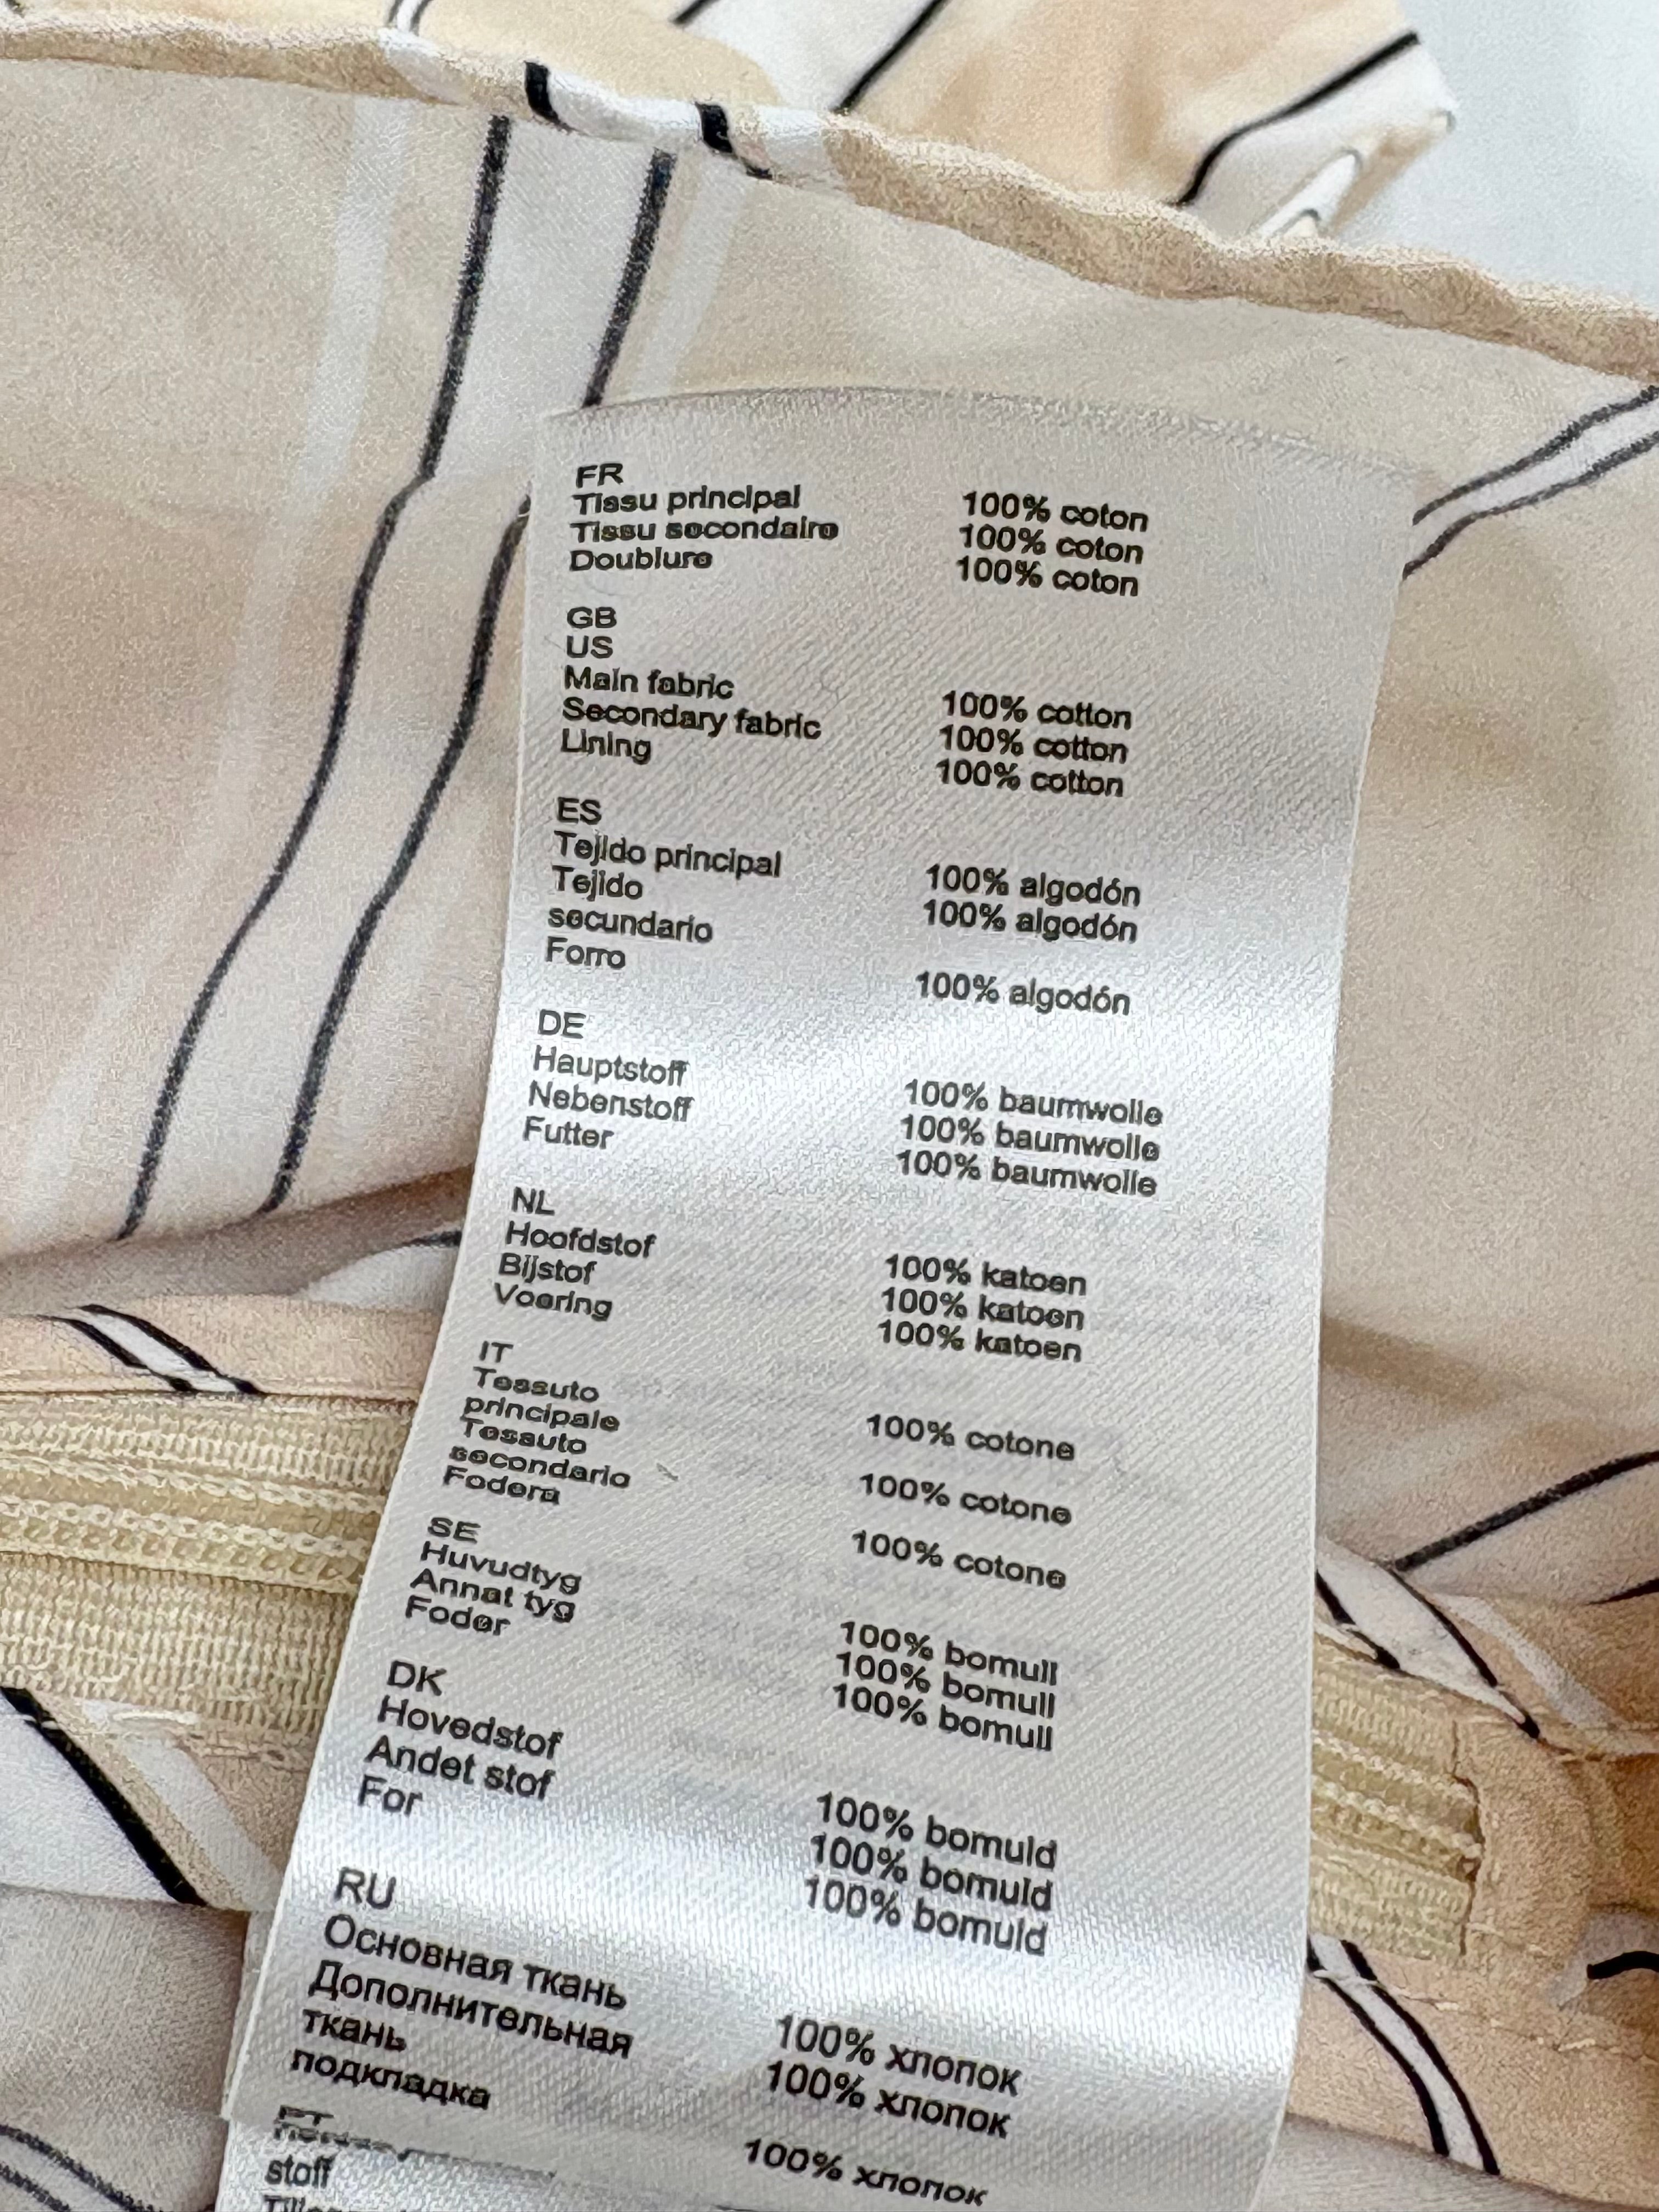 FR
Tissu principal 100% coton
Tissu secondaire 100% coton
Doublure 100% coton
GB
US
Main fabric 100% cotton
Secondary fabric 100% cotton
Lining 100% cotton
ES
Tejido principal 100% algodón
Tejido 100% algodón
secundario
Forro 100% algodón
DE
Hauptstoff 100% baumwolle
Nebenstoff 100% baumwolle
Futter 100% baumwolle
NL
Hoofdstof 100% katoen
Bijstof 100% katoen
Voering 100% katoen
IT
Tessuto 100% cotone
principale
Tessuto 100% cotone
secondario
Fodera 100% cotone
SE
Huvudtyg 100% bomull
Annat tyg 100% bomull
Foder 100% bomull
DK
Hovedstof 100% bomuld
Andet stof 100% bomuld
For 100% bomuld
RU
Основная ткань 100% хлопок
Дополнительная 100% хлопок
ткань
подкладка 100% хлопок
PT
stoff